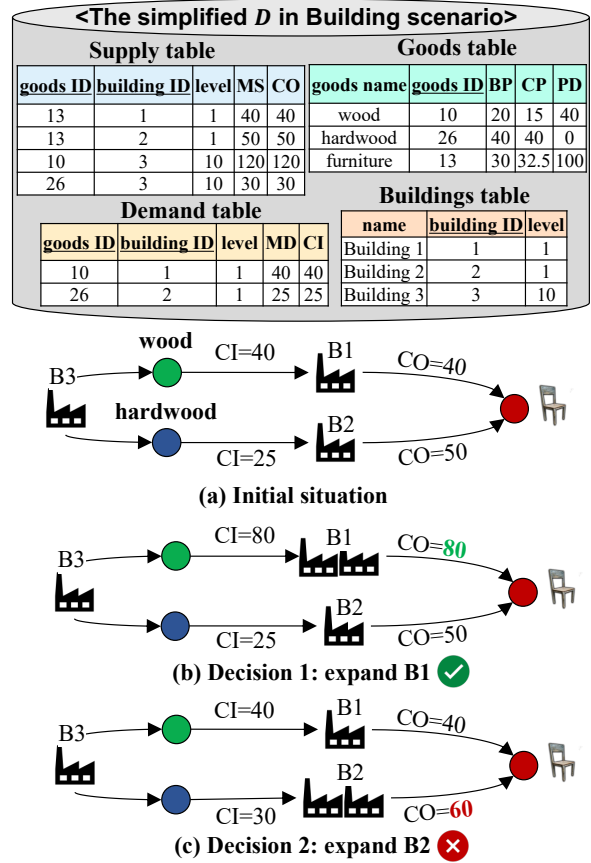 <The simplified D in Building scenario>
Supply table
goods ID building ID level MS CO
13 1 1 40 40
13 2 1 50 50
10 3 10 120 120
26 3 10 30 30
Goods table
goods name goods ID BP CP PD
wood 10 20 15 40
hardwood 26 40 40 0
furniture 13 30 32.5 100
Demand table
goods ID building ID level MD CI
10 1 1 40 40
26 2 1 25 25
Buildings table
name building ID level
Building 1 1 1
Building 2 2 1
Building 3 3 10
wood
CI=40
B1
CO=40
B3
hardwood
CI=25
B2
CO=50
(a) Initial situation
CI=80
B1
CO=80
B3
CI=25
B2
CO=50
(b) Decision 1: expand B1
CI=40
B1
CO=40
B3
CI=30
B2
CO=60
(c) Decision 2: expand B2